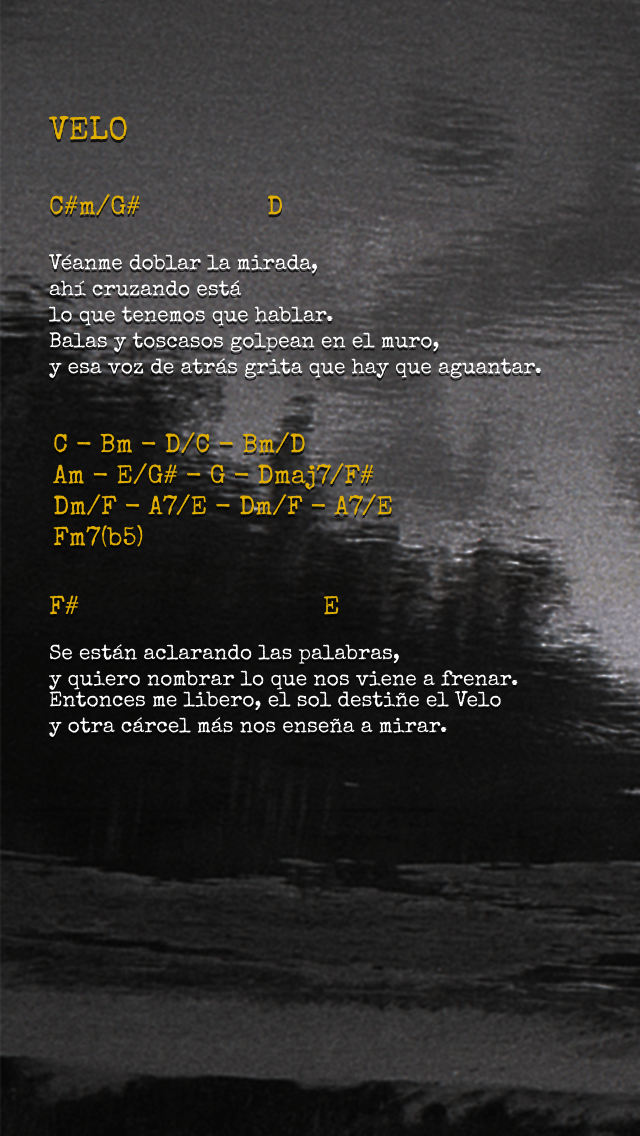 VELO
C#m/G# D
Véanme doblar la mirada,
ahí cruzando está
lo que tenemos que hablar.
Balas y toscasos golpean en el muro,
y esa voz de atrás grita que hay que aguantar.
C - Bm - D/C - Bm/D
Am - E/G# - G - Dmaj7/F#
Dm/F - A7/E - Dm/F - A7/E
Fm7(b5)
F# E
Se están aclarando las palabras,
y quiero nombrar lo que nos viene a frenar.
Entonces me libero, el sol destiñe el Velo
y otra cárcel más nos enseña a mirar.